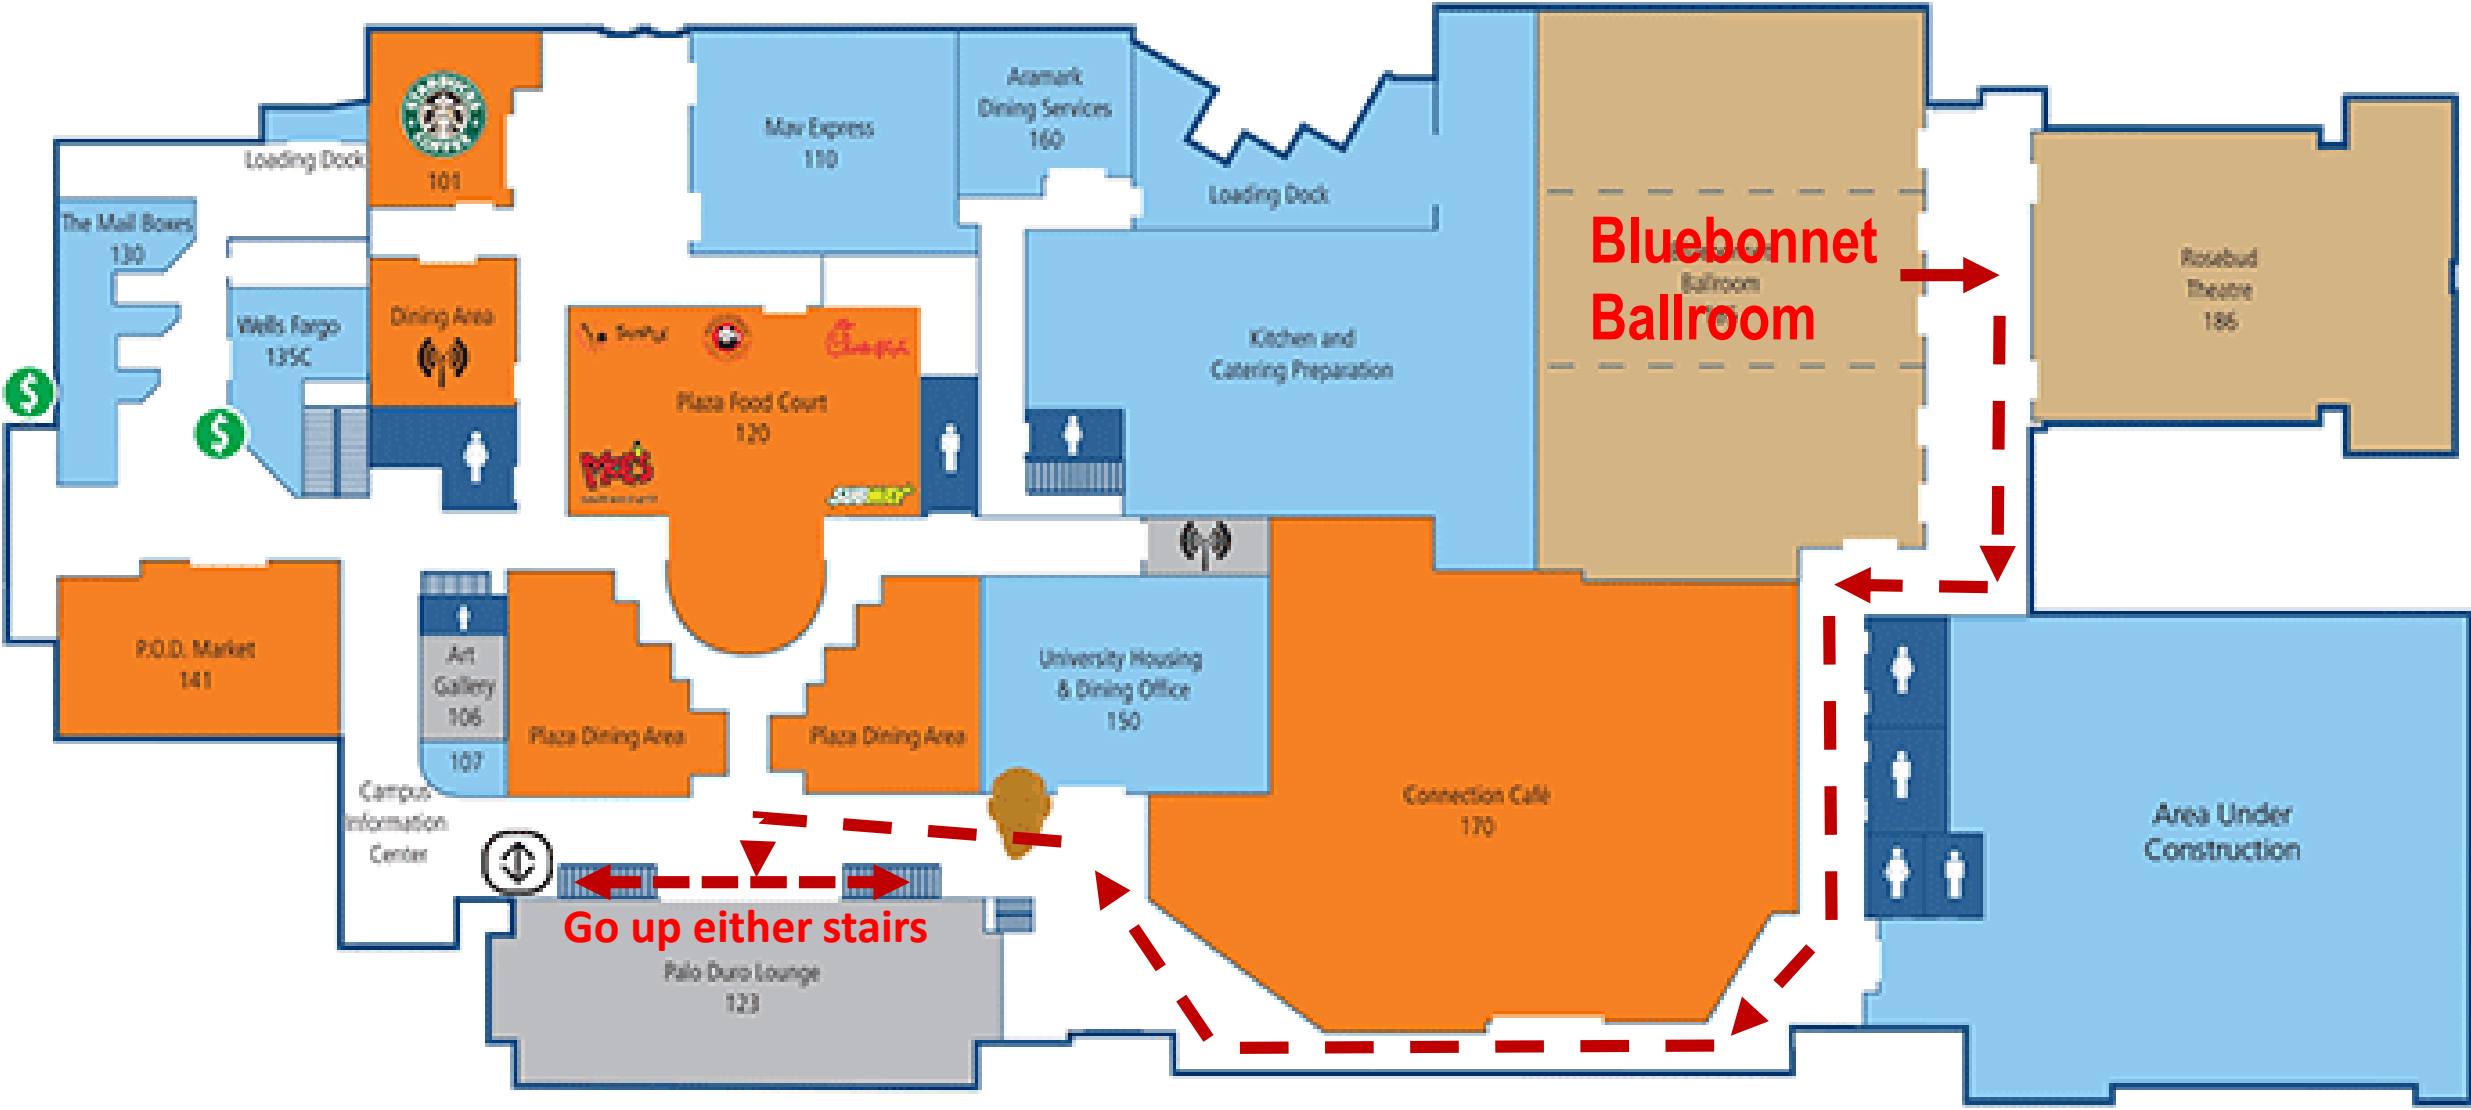 101
Loading Dock
The Mail Boxes
130
Wells Fargo
135C
Dining Area
Mav Express
110
Aramark
Dining Services
160
Loading Dock
Plaza Food Court
120
MOE'S
SUBWAY
Kitchen and
Catering Preparation
Bluebonnet
Ballroom
Ballroom
Rosebud
Theatre
186
P.O.D. Market
141
Art
Gallery
106
107
Plaza Dining Area
Plaza Dining Area
University Housing
& Dining Office
150
Campus
Information
Center
Connection Café
170
Area Under
Construction
Go up either stairs
Palo Duro Lounge
123
$
$